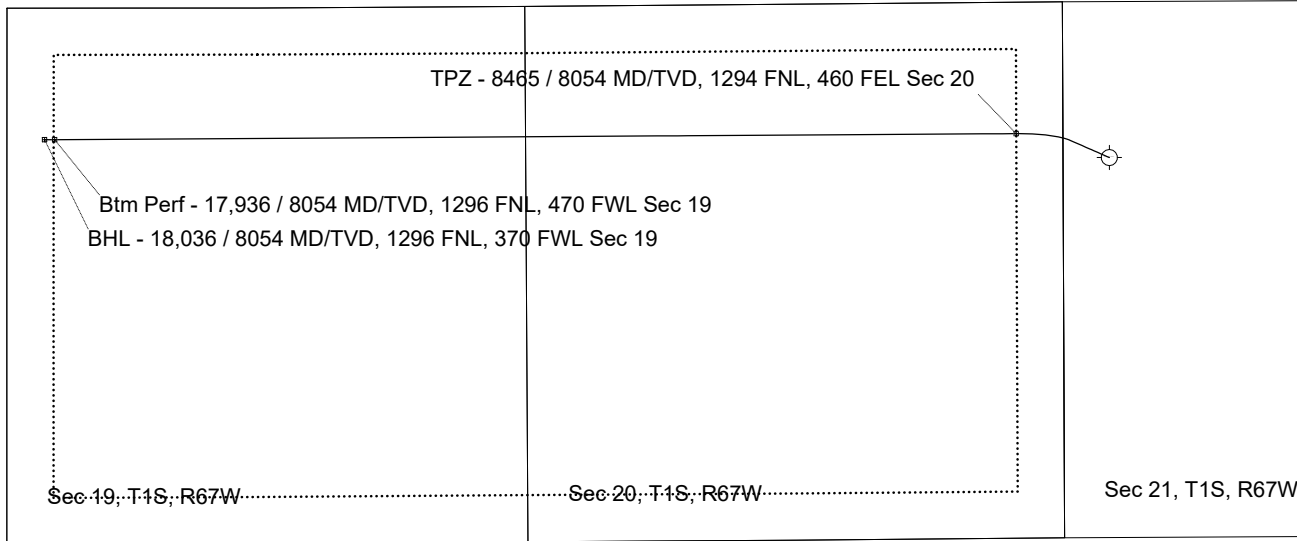 TPZ - 8465 / 8054 MD/TVD, 1294 FNL, 460 FEL Sec 20
Btm Perf - 17,936 / 8054 MD/TVD, 1296 FNL, 470 FWL Sec 19
BHL - 18,036 / 8054 MD/TVD, 1296 FNL, 370 FWL Sec 19
Sec 19, T1S, R67W
Sec 20, T1S, R67W
Sec 21, T1S, R67W